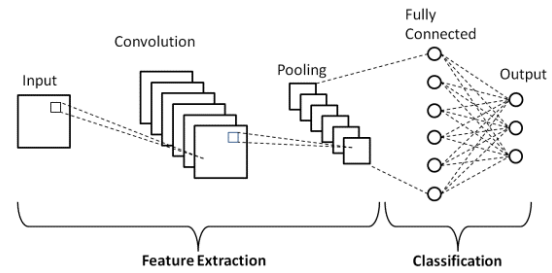 Fully
Connected
Convolution
Pooling
Input
Output
Feature Extraction
Classification